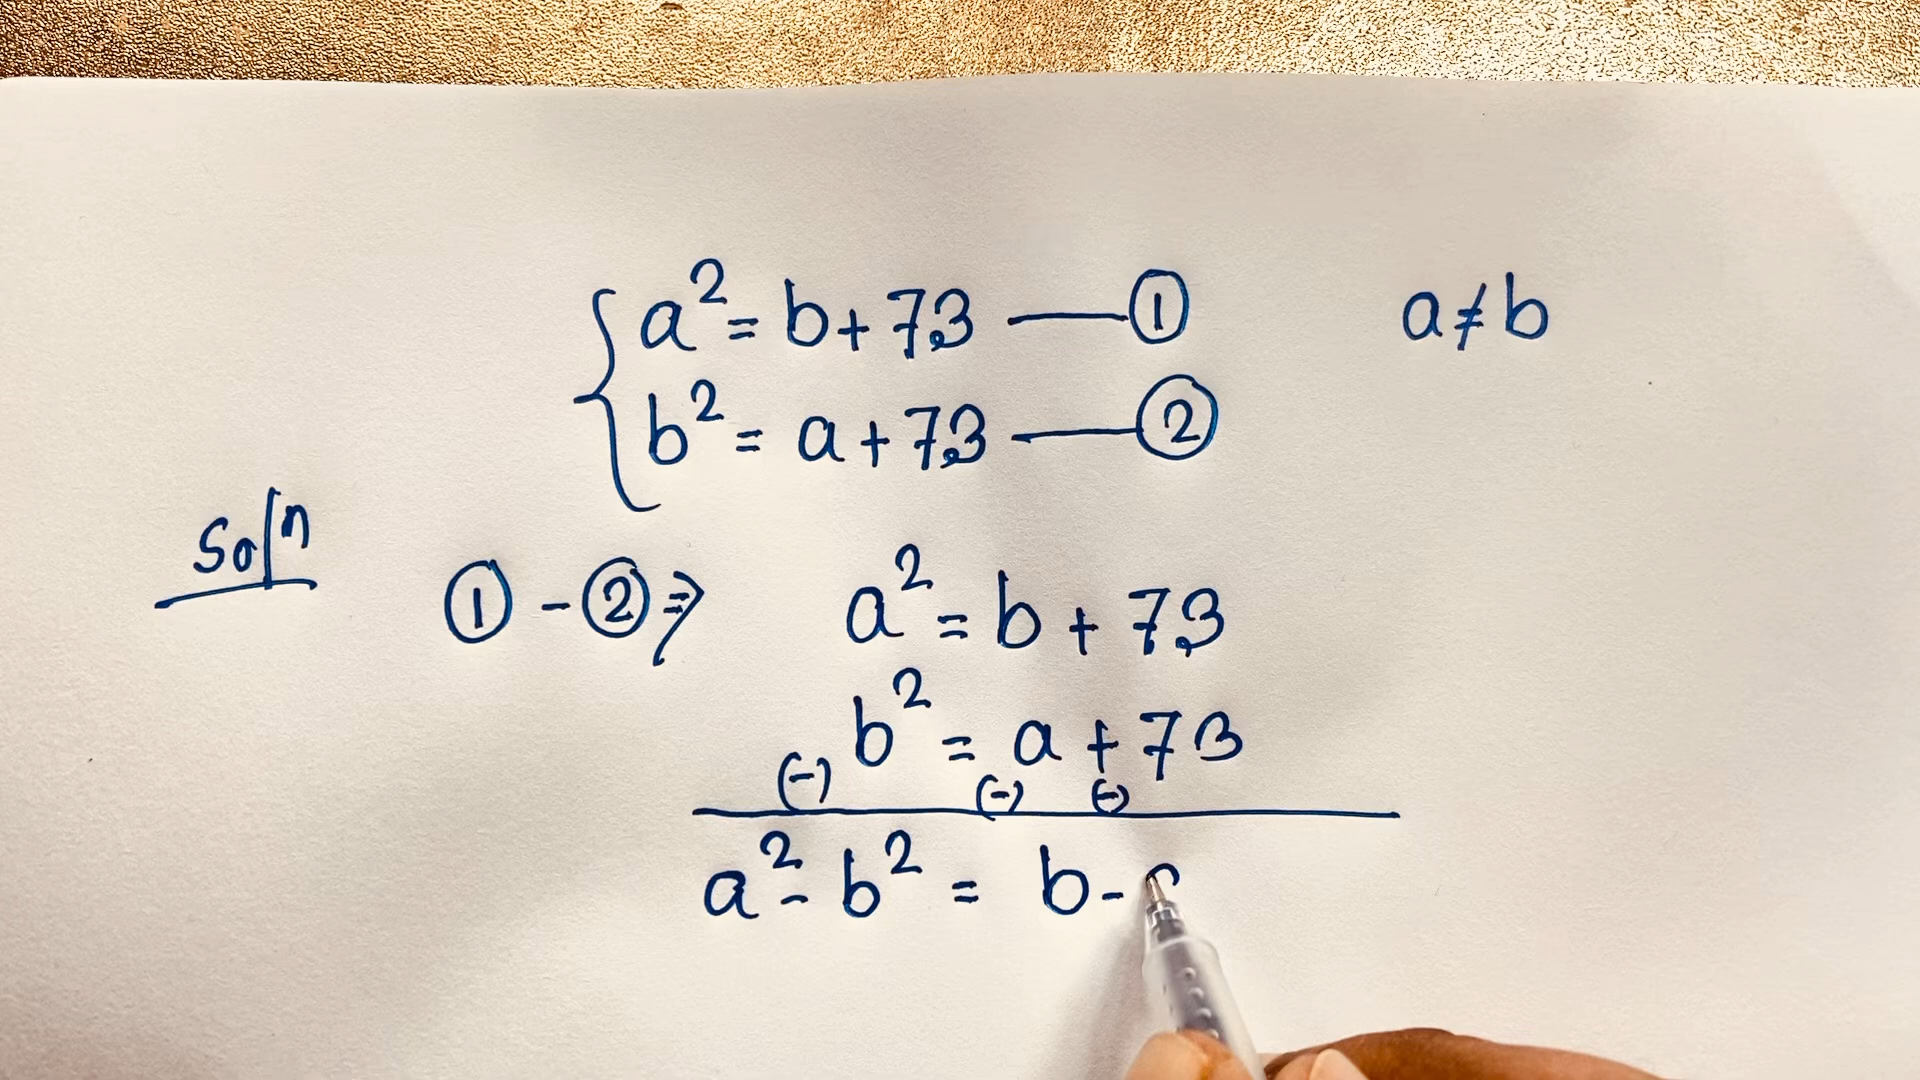 a² = b + 73 — ① a ≠ b
b² = a + 73 — ②
Solⁿ
① - ② ⇒ a² = b + 73
b² = a + 73
(-) (-) (-)
a² - b² = b -